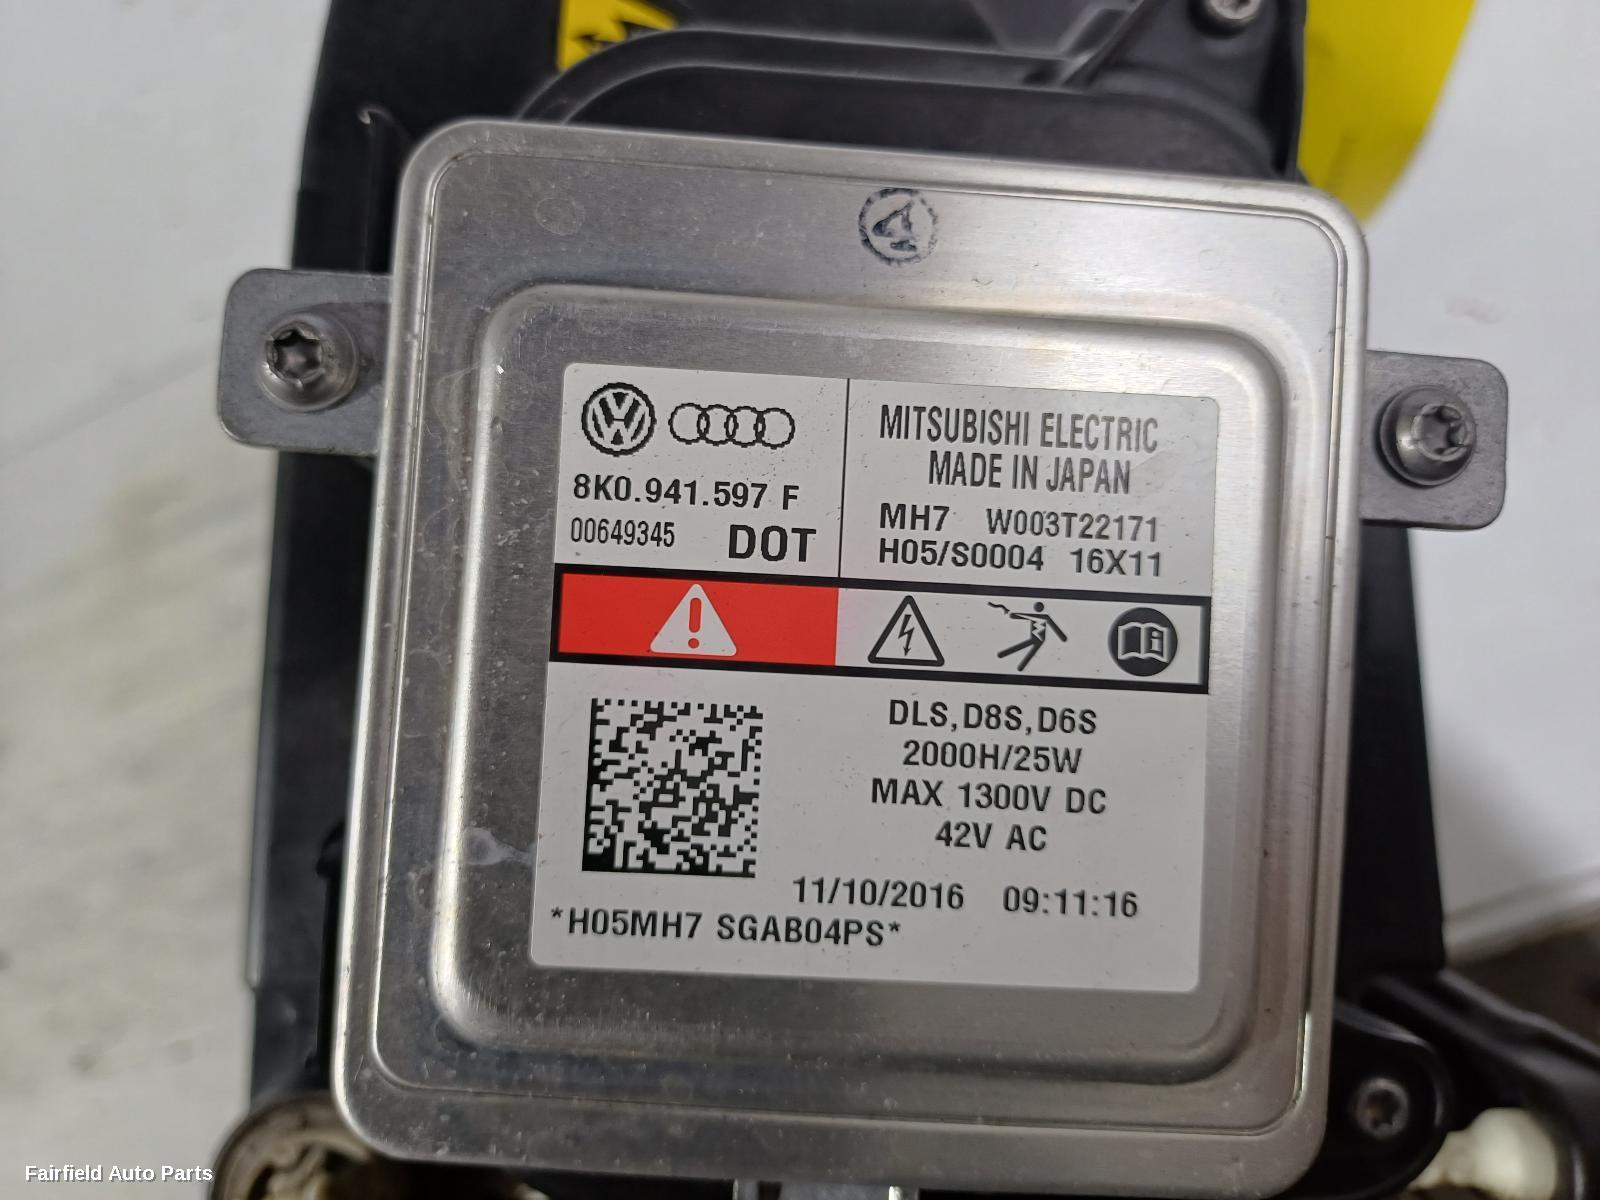 8K0.941.597 F
00649345 DOT
MITSUBISHI ELECTRIC
MADE IN JAPAN
MH7 W003T22171
H05/S0004 16X11
DLS,D8S,D6S
2000H/25W
MAX 1300V DC
42V AC
11/10/2016 09:11:16
*H05MH7 SGAB04PS*
Fairfield Auto Parts